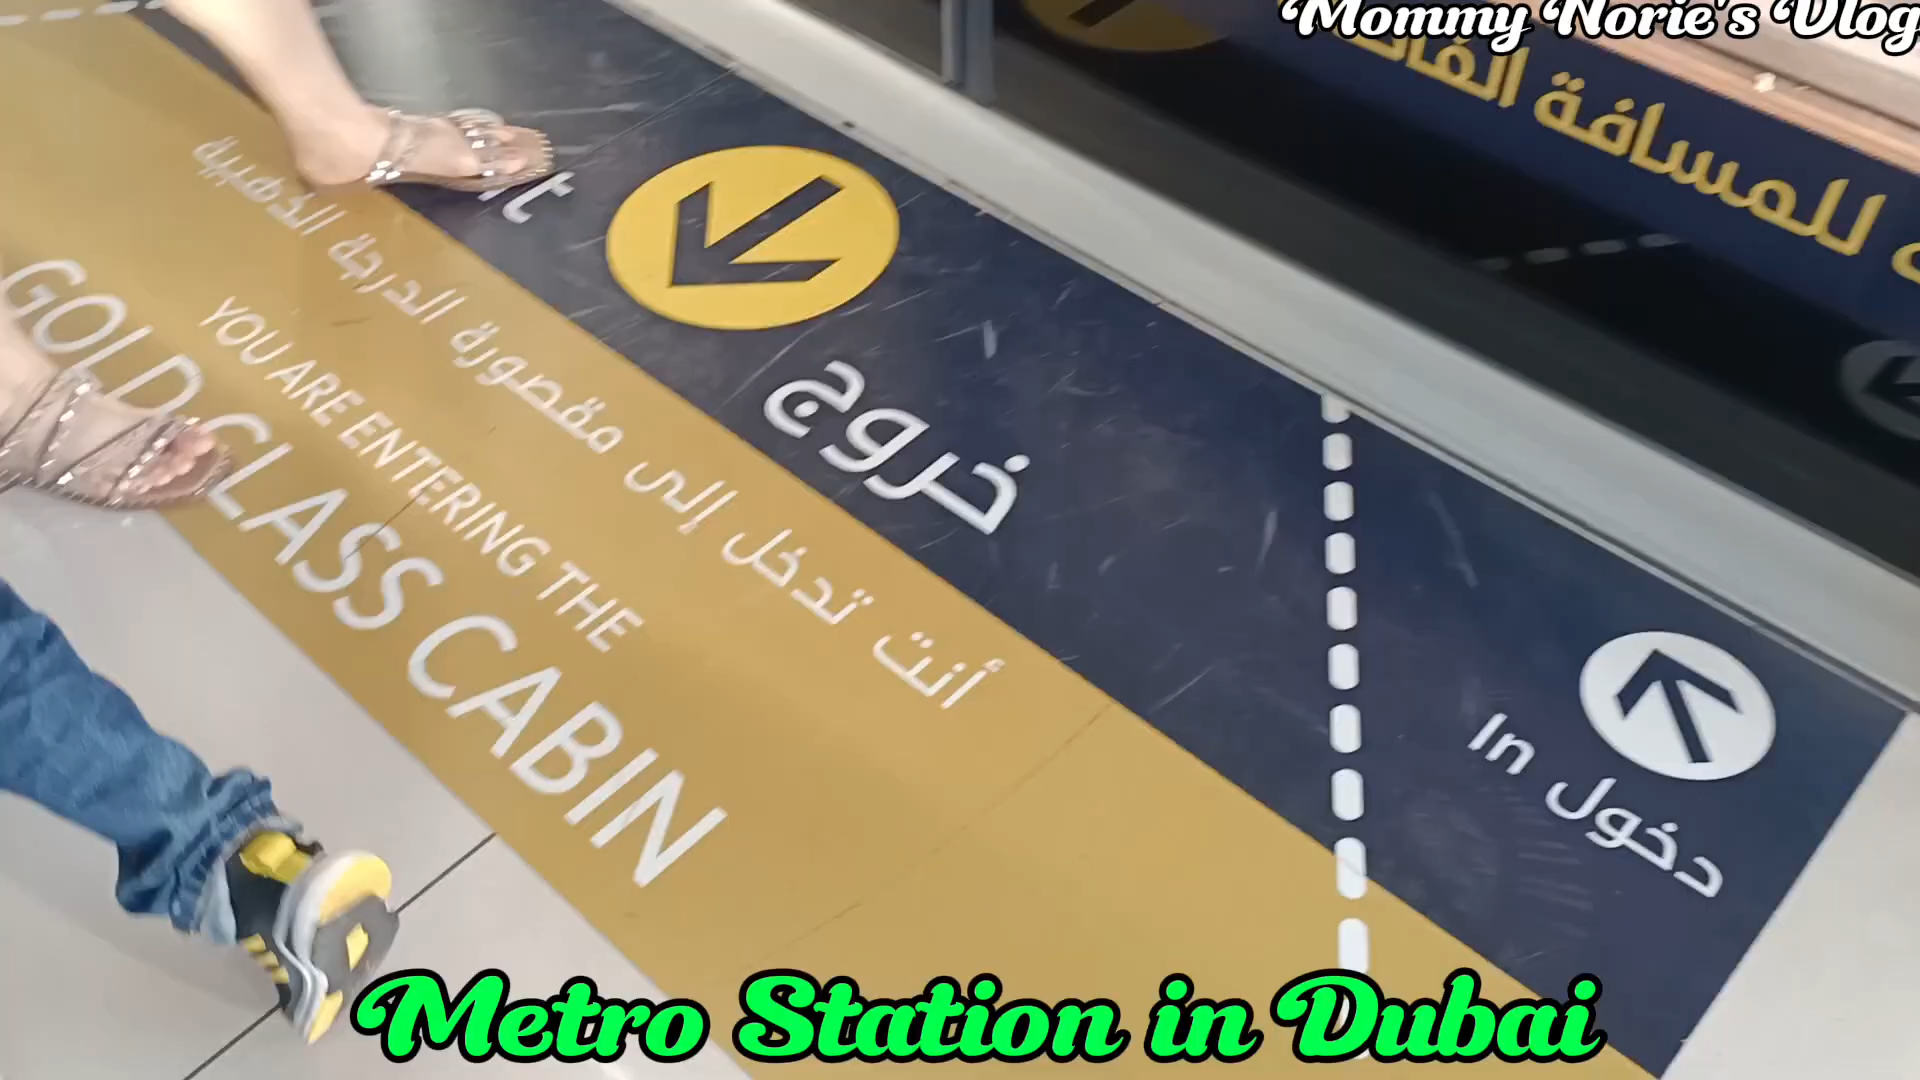 Mommy Norie's Vlog
للمسافة
خروج
In
دخول
أنت تدخل إلى مقصورة الدرجة الذهبية
YOU ARE ENTERING THE
GOLD CLASS CABIN
Metro Station in Dubai